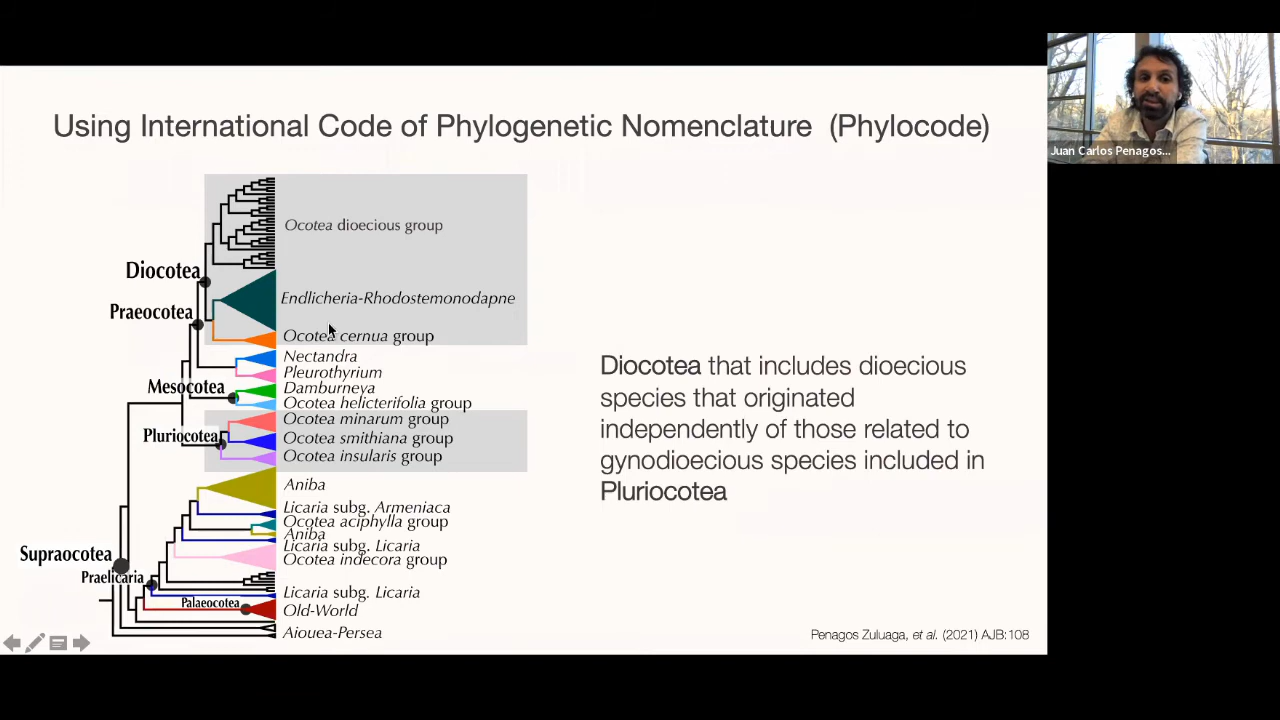 Using International Code of Phylogenetic Nomenclature (Phylocode)
Juan Carlos Penagos...
Ocotea dioecious group
Diocotea
Endlicheria-Rhodostemonodapne
Praeocotea
Ocotea cernua group
Nectandra
Pleurothyrium
Mesocotea
Damburneya
Ocotea helicterifolia group
Ocotea minarum group
Pluriocotea
Ocotea smithiana group
Ocotea insularis group
Aniba
Licaria subg. Armeniaca
Ocotea aciphylla group
Aniba
Licaria subg. Licaria
Supraocotea
Ocotea indecora group
Praelicaria
Licaria subg. Licaria
Palaeocotea
Old-World
Aiouea-Persea
Diocotea that includes dioecious
species that originated
independently of those related to
gynodioecious species included in
Pluriocotea
Penagos Zuluaga, et al. (2021) AJB:108